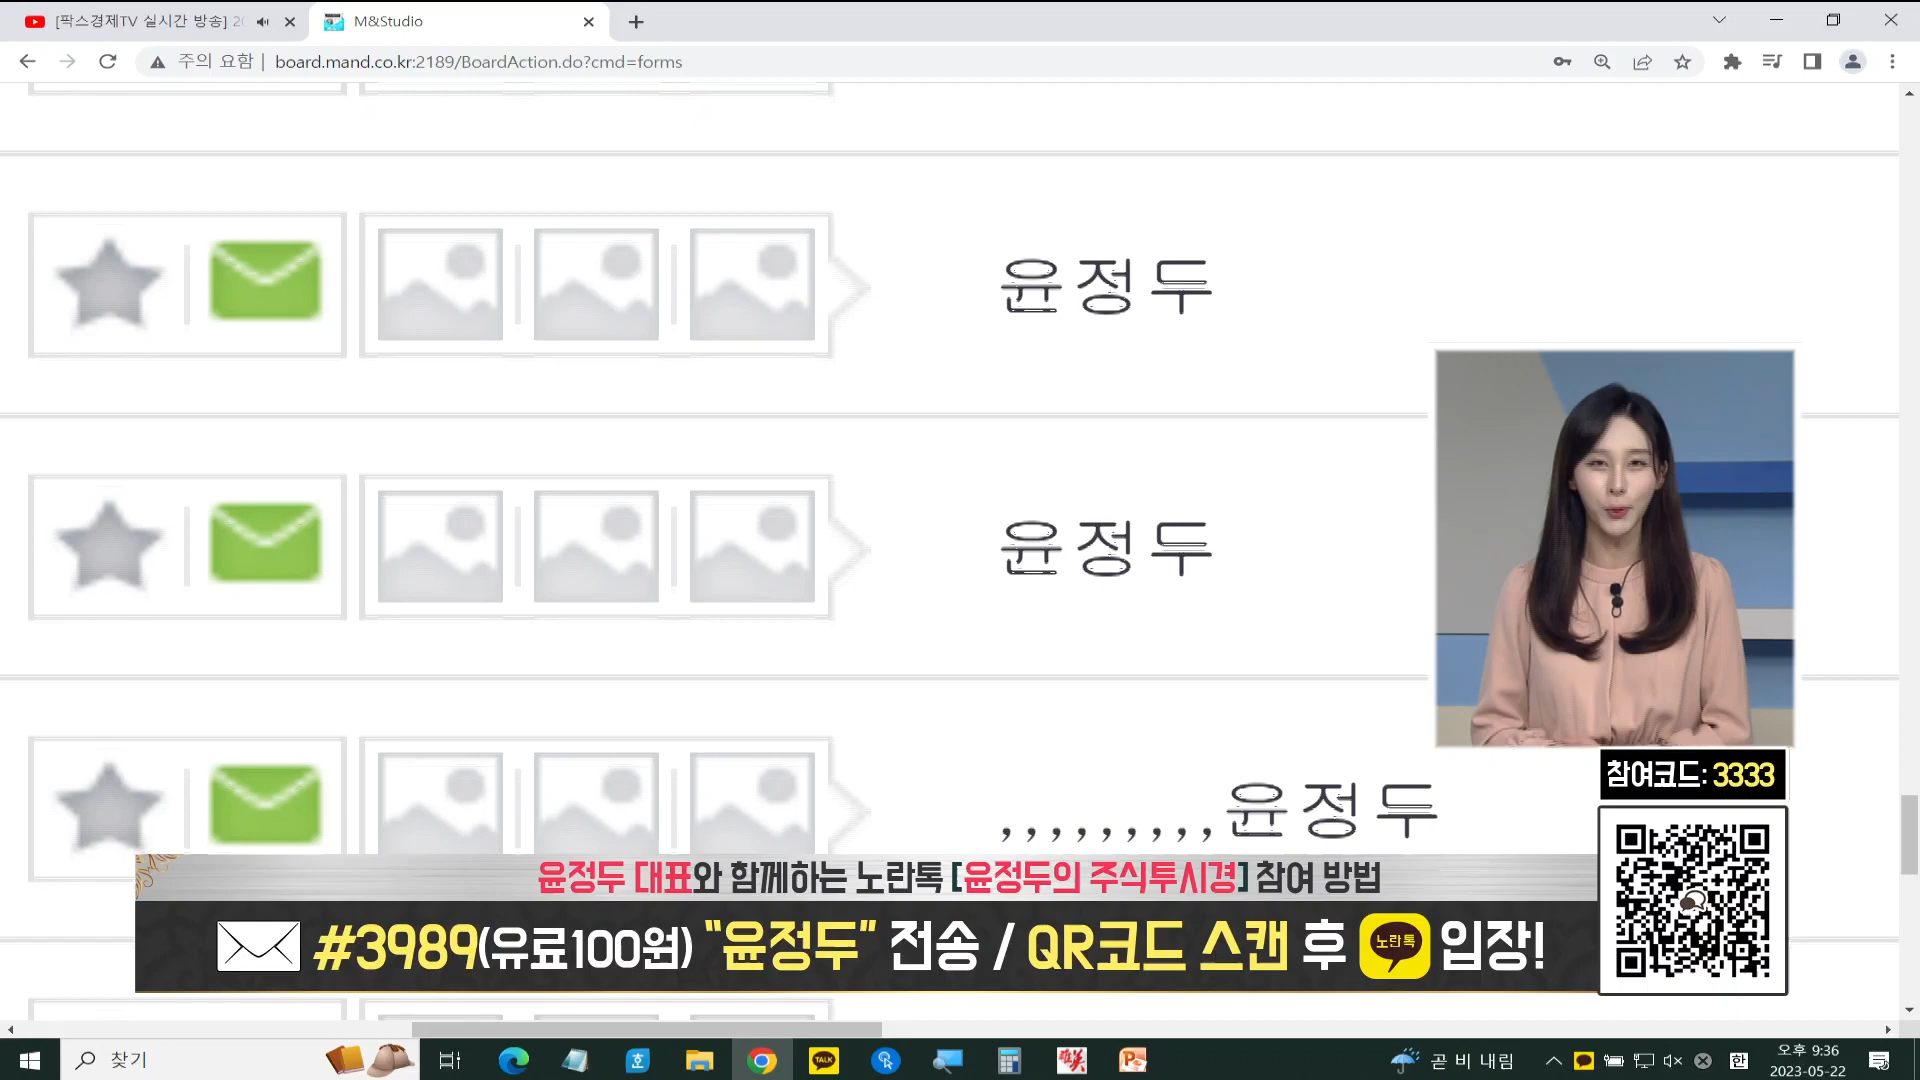 [팍스경제TV 실시간 방송] 20
M&Studio
주의 요함 | board.mand.co.kr:2189/BoardAction.do?cmd=forms
윤정두
윤정두
,,,,,,,,,윤정두
참여코드: 3333
윤정두 대표와 함께하는 노란톡 [윤정두의 주식투시경] 참여 방법
#3989(유료100원) "윤정두" 전송 / QR코드 스캔 후 노란톡 입장!
찾기
TALK
곧 비 내림
한
오후 9:36
2023-05-22